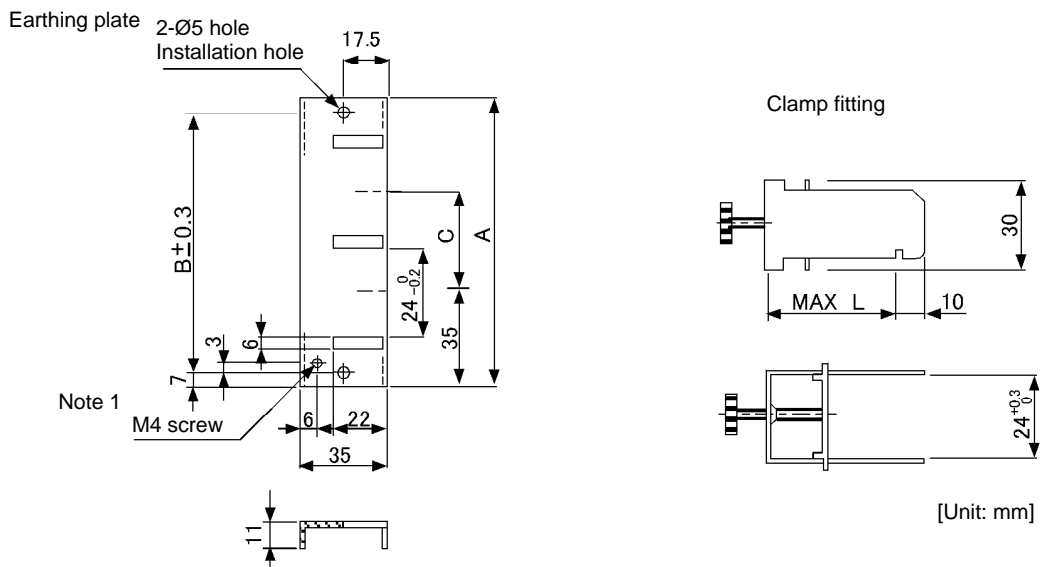 Earthing plate
2-Ø5 hole
Installation hole
17.5
B±0.3
C
A
24 0 -0.2
35
6
3
7
Note 1
M4 screw
6
22
35
11
Clamp fitting
30
MAX L
10
24 +0.3 0
[Unit: mm]